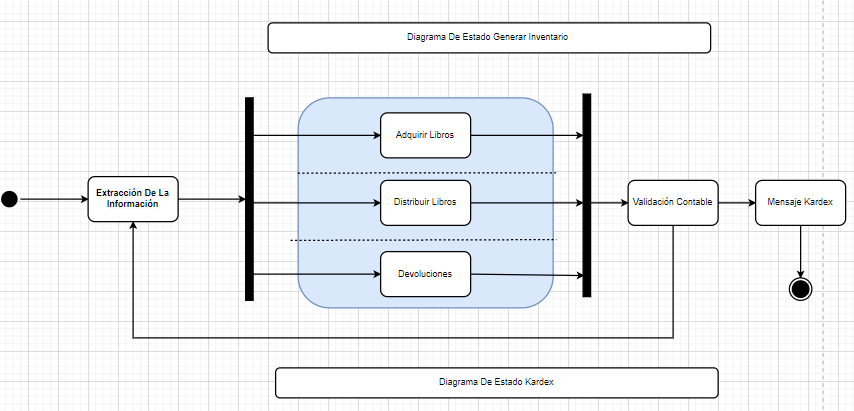 Diagrama De Estado Generar Inventario
Adquirir Libros
Extracción De La
Información
Distribuir Libros
Validación Contable
Mensaje Kardex
Devoluciones
Diagrama De Estado Kardex